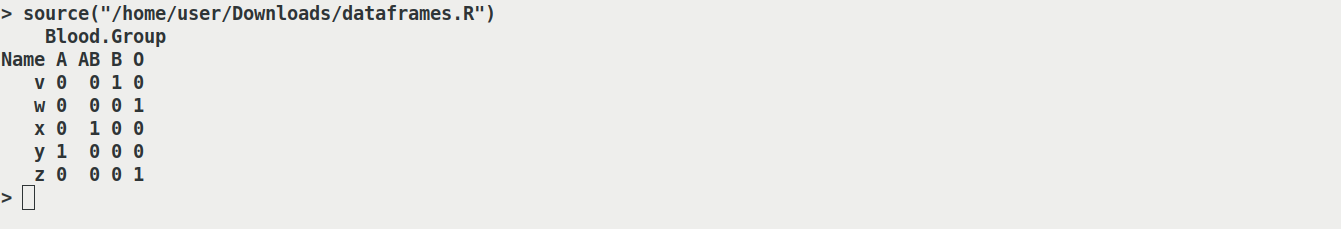 > source("/home/user/Downloads/dataframes.R")
    Blood.Group
Name A AB B O
   v 0  0 1 0
   w 0  0 0 1
   x 0  1 0 0
   y 1  0 0 0
   z 0  0 0 1
>